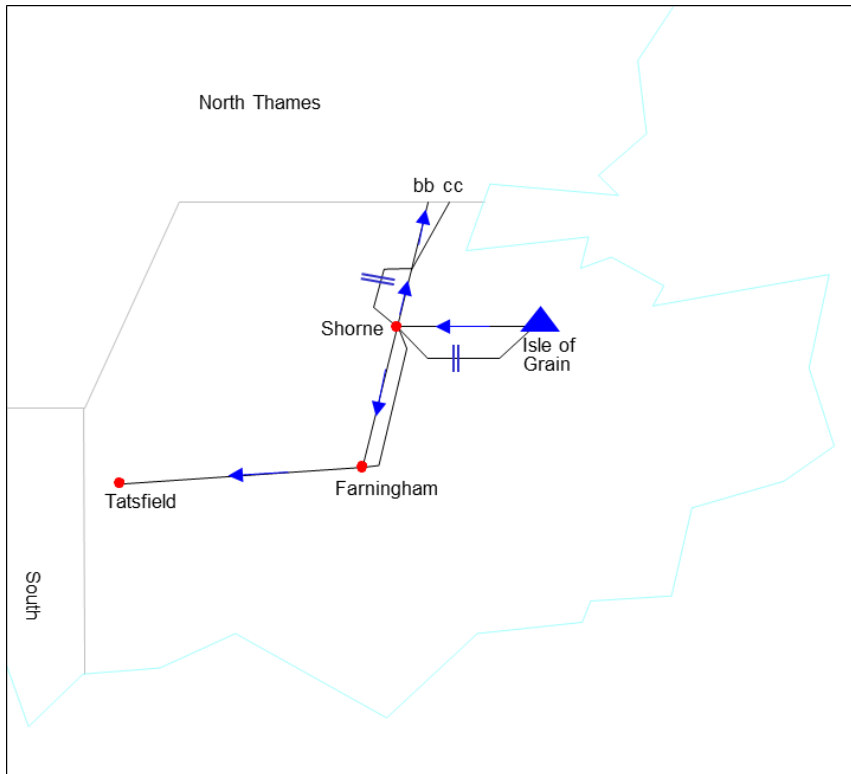 North Thames
bb cc
Shorne
Isle of
Grain
Farningham
Tatsfield
South